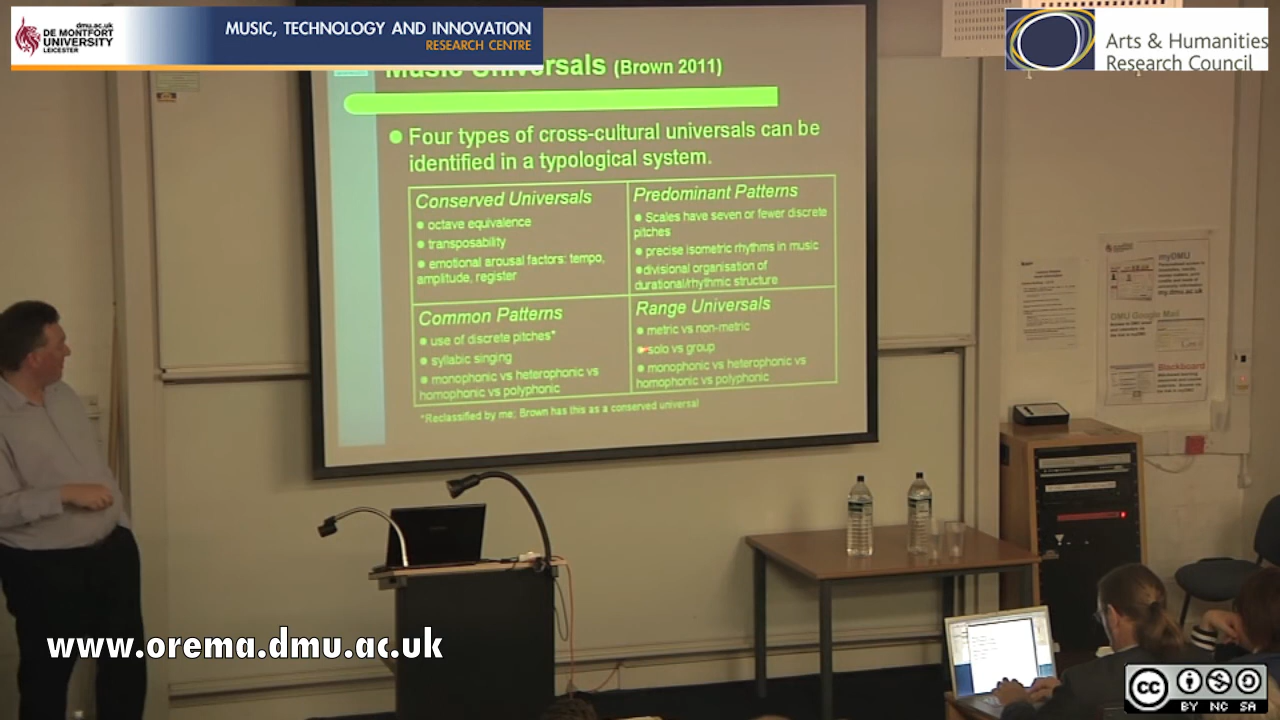 dmu.ac.uk
DE MONTFORT
UNIVERSITY
LEICESTER
MUSIC, TECHNOLOGY AND INNOVATION
RESEARCH CENTRE
Arts & Humanities
Research Council
Music Universals (Brown 2011)
Four types of cross-cultural universals can be
identified in a typological system.
Conserved Universals
octave equivalence
transposability
emotional arousal factors: tempo,
amplitude, register
Predominant Patterns
Scales have seven or fewer discrete
pitches
precise isometric rhythms in music
divisional organisation of
durational/rhythmic structure
Common Patterns
use of discrete pitches*
syllabic singing
monophonic vs heterophonic vs
homophonic vs polyphonic
Range Universals
metric vs non-metric
solo vs group
monophonic vs heterophonic vs
homophonic vs polyphonic
*Reclassified by me; Brown has this as a conserved universal
myDMU
my.dmu.ac.uk
DMU Google Mail
Blackboard
www.orema.dmu.ac.uk
cc
BY NC SA